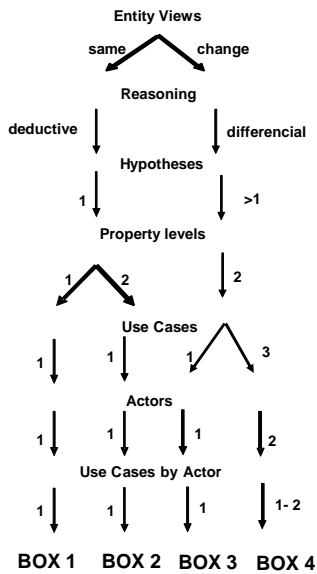 Entity Views
same change
Reasoning
deductive differencial
Hypotheses
1 >1
Property levels
1 2 2
Use Cases
1 1 1 3
Actors
1 1 1 2
Use Cases by Actor
1 1 1 1- 2
BOX 1 BOX 2 BOX 3 BOX 4